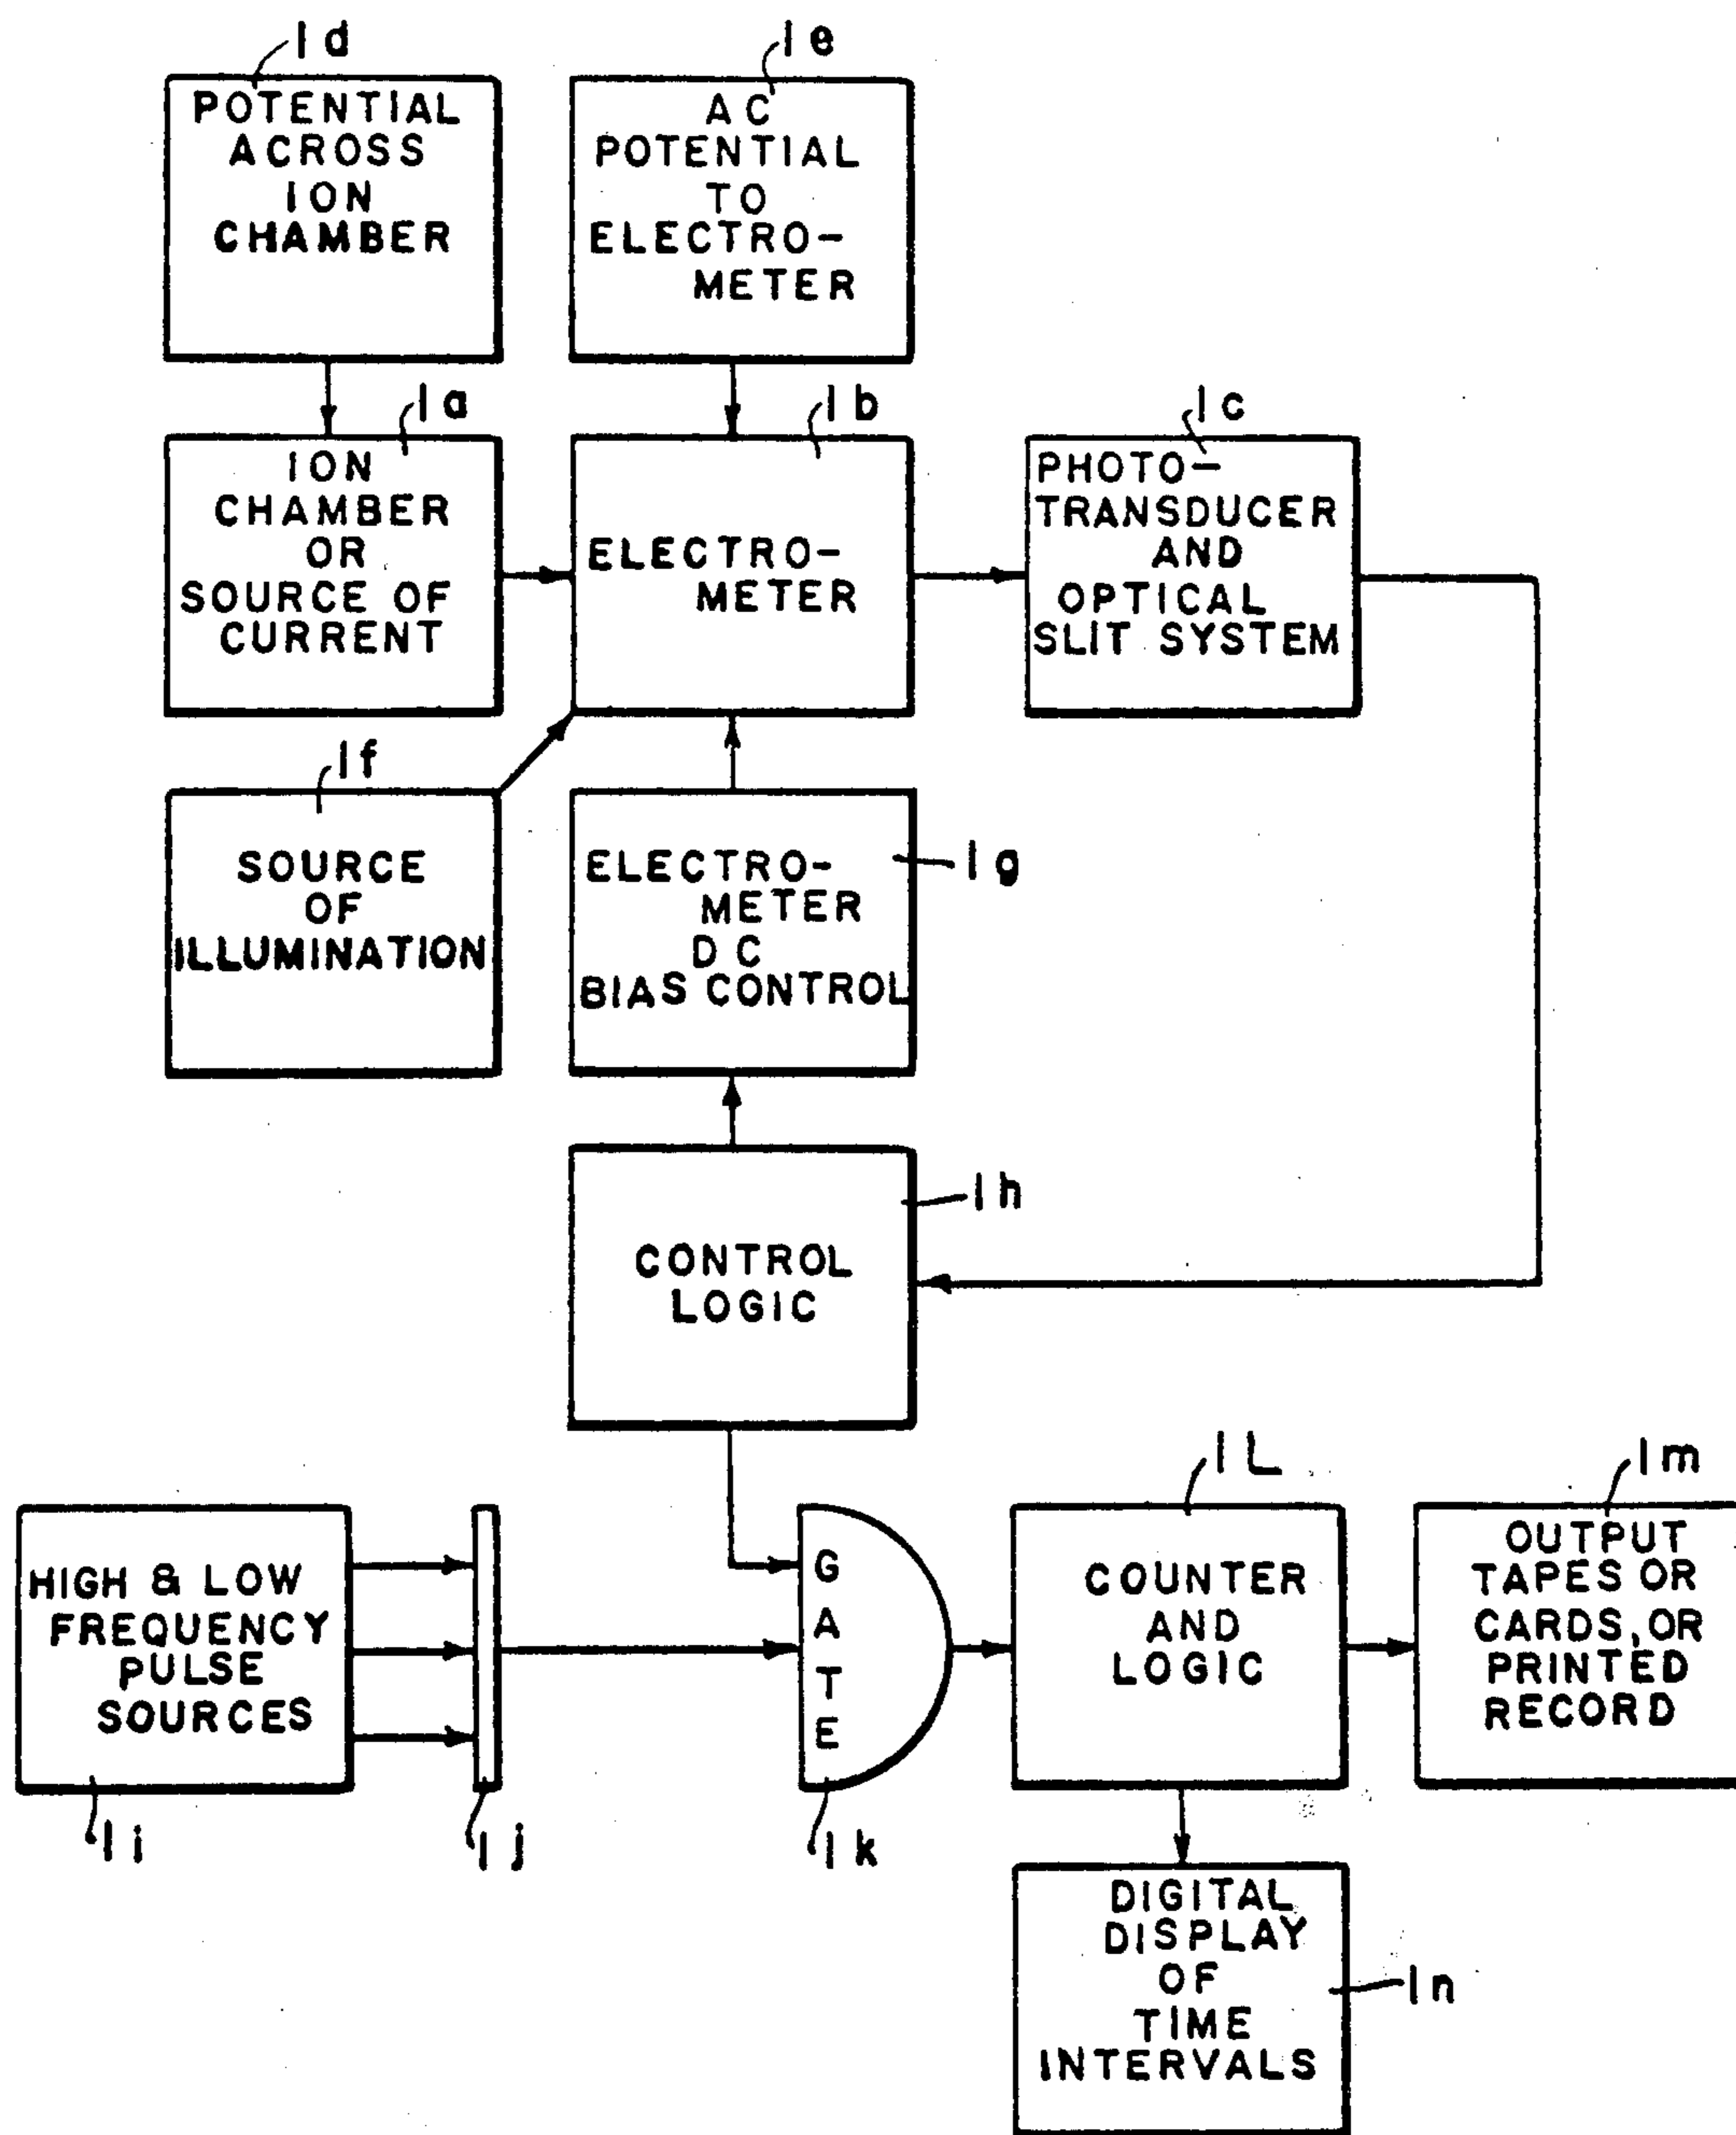 1d
POTENTIAL
ACROSS
ION
CHAMBER
1e
AC
POTENTIAL
TO
ELECTRO-
METER
1a
ION
CHAMBER
OR
SOURCE OF
CURRENT
1b
ELECTRO-
METER
1c
PHOTO-
TRANSDUCER
AND
OPTICAL
SLIT SYSTEM
1f
SOURCE
OF
ILLUMINATION
1g
ELECTRO-
METER
DC
BIAS CONTROL
1h
CONTROL
LOGIC
HIGH & LOW
FREQUENCY
PULSE
SOURCES
1i
1j
GATE
1k
1L
COUNTER
AND
LOGIC
1m
OUTPUT
TAPES OR
CARDS, OR
PRINTED
RECORD
DIGITAL
DISPLAY
OF
TIME
INTERVALS
1n